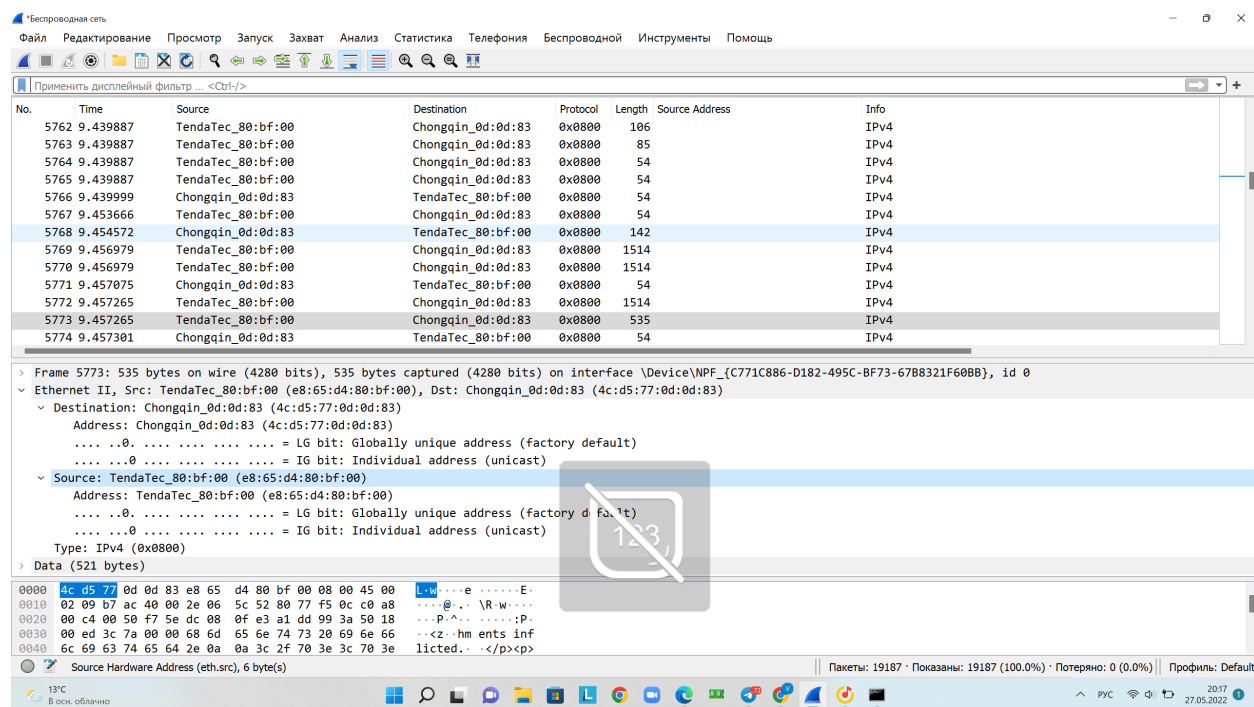 *Беспроводная сеть
Файл Редактирование Просмотр Запуск Захват Анализ Статистика Телефония Беспроводной Инструменты Помощь
Применить дисплейный фильтр ... <Ctrl-/>
No. Time Source Destination Protocol Length Source Address Info
5762 9.439887 TendaTec_80:bf:00 Chongqin_0d:0d:83 0x0800 106 IPv4
5763 9.439887 TendaTec_80:bf:00 Chongqin_0d:0d:83 0x0800 85 IPv4
5764 9.439887 TendaTec_80:bf:00 Chongqin_0d:0d:83 0x0800 54 IPv4
5765 9.439887 TendaTec_80:bf:00 Chongqin_0d:0d:83 0x0800 54 IPv4
5766 9.439999 Chongqin_0d:0d:83 TendaTec_80:bf:00 0x0800 54 IPv4
5767 9.453666 TendaTec_80:bf:00 Chongqin_0d:0d:83 0x0800 54 IPv4
5768 9.454572 Chongqin_0d:0d:83 TendaTec_80:bf:00 0x0800 142 IPv4
5769 9.456979 TendaTec_80:bf:00 Chongqin_0d:0d:83 0x0800 1514 IPv4
5770 9.456979 TendaTec_80:bf:00 Chongqin_0d:0d:83 0x0800 1514 IPv4
5771 9.457075 Chongqin_0d:0d:83 TendaTec_80:bf:00 0x0800 54 IPv4
5772 9.457265 TendaTec_80:bf:00 Chongqin_0d:0d:83 0x0800 1514 IPv4
5773 9.457265 TendaTec_80:bf:00 Chongqin_0d:0d:83 0x0800 535 IPv4
5774 9.457301 Chongqin_0d:0d:83 TendaTec_80:bf:00 0x0800 54 IPv4
Frame 5773: 535 bytes on wire (4280 bits), 535 bytes captured (4280 bits) on interface \Device\NPF_{C771C886-D182-495C-BF73-67B8321F60BB}, id 0
Ethernet II, Src: TendaTec_80:bf:00 (e8:65:d4:80:bf:00), Dst: Chongqin_0d:0d:83 (4c:d5:77:0d:0d:83)
Destination: Chongqin_0d:0d:83 (4c:d5:77:0d:0d:83)
Address: Chongqin_0d:0d:83 (4c:d5:77:0d:0d:83)
.... ..0. .... .... .... .... = LG bit: Globally unique address (factory default)
.... ...0 .... .... .... .... = IG bit: Individual address (unicast)
Source: TendaTec_80:bf:00 (e8:65:d4:80:bf:00)
Address: TendaTec_80:bf:00 (e8:65:d4:80:bf:00)
.... ..0. .... .... .... .... = LG bit: Globally unique address (factory default)
.... ...0 .... .... .... .... = IG bit: Individual address (unicast)
123
Type: IPv4 (0x0800)
Data (521 bytes)
0000 4c d5 77 0d 0d 83 e8 65 d4 80 bf 00 08 00 45 00 L·w····e ······E·
0010 02 09 b7 ac 40 00 2e 06 5c 52 80 77 f5 0c c0 a8 ····@·.· \R·w····
0020 00 c4 00 50 f7 5e dc 08 0f e3 a1 dd 99 3a 50 18 ···P·^·· ·····:P·
0030 00 ed 3c 7a 00 00 68 6d 65 6e 74 73 20 69 6e 66 ··<z··hm ents inf
0040 6c 69 63 74 65 64 2e 0a 0a 3c 2f 70 3e 3c 70 3e licted.· ·</p><p>
Source Hardware Address (eth.src), 6 byte(s) Пакеты: 19187 · Показаны: 19187 (100.0%) · Потеряно: 0 (0.0%) Профиль: Default
13°C
В осн. облачно
L
72
V
РУС
20:17
27.05.2022
1